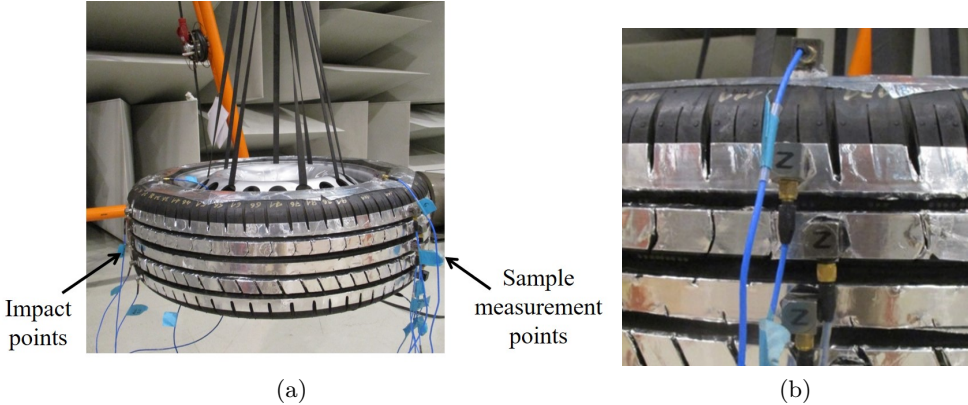 Impact
points
Sample
measurement
points
Z
Z
Z
(a)
(b)